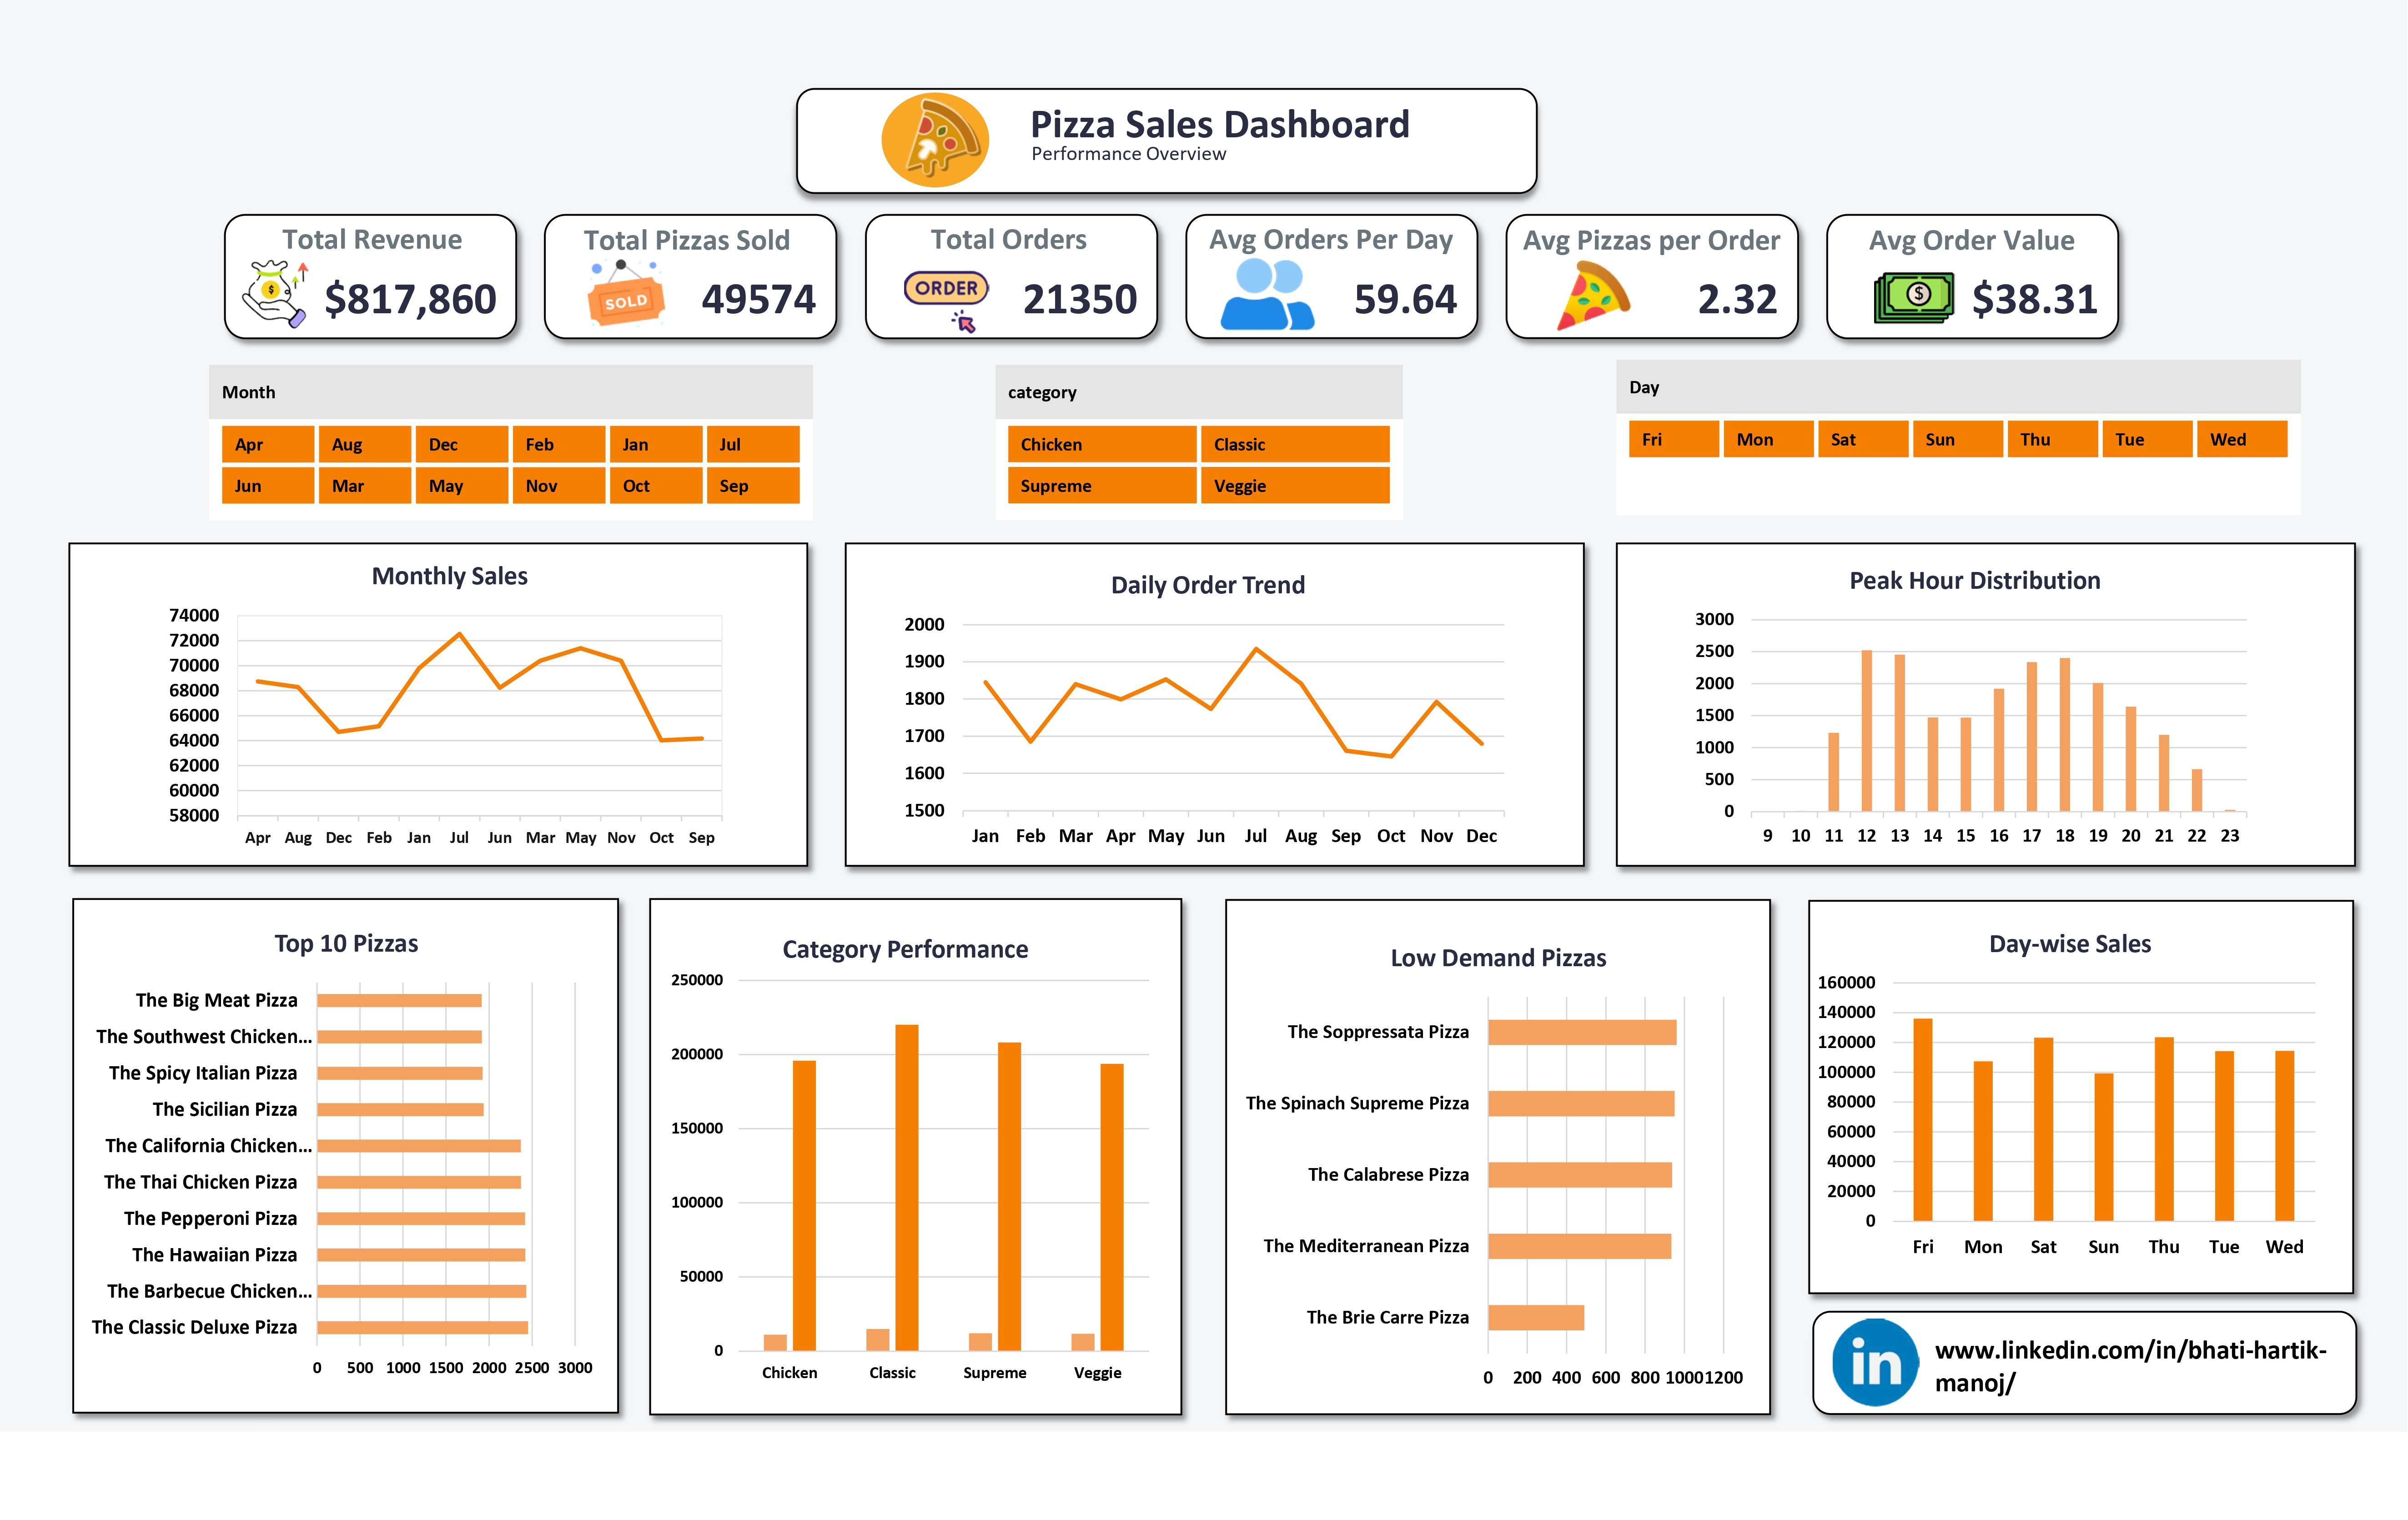 Pizza Sales Dashboard
Performance Overview
Total Revenue
$
$817,860
Total Pizzas Sold
SOLD
49574
Total Orders
ORDER
21350
Avg Orders Per Day
59.64
Avg Pizzas per Order
2.32
Avg Order Value
$
$38.31
Month
Apr Aug Dec Feb Jan Jul
Jun Mar May Nov Oct Sep
category
Chicken Classic
Supreme Veggie
Day
Fri Mon Sat Sun Thu Tue Wed
Monthly Sales
74000
72000
70000
68000
66000
64000
62000
60000
58000
Apr Aug Dec Feb Jan Jul Jun Mar May Nov Oct Sep
Daily Order Trend
2000
1900
1800
1700
1600
1500
Jan Feb Mar Apr May Jun Jul Aug Sep Oct Nov Dec
Peak Hour Distribution
3000
2500
2000
1500
1000
500
0
9 10 11 12 13 14 15 16 17 18 19 20 21 22 23
Top 10 Pizzas
The Big Meat Pizza
The Southwest Chicken...
The Spicy Italian Pizza
The Sicilian Pizza
The California Chicken...
The Thai Chicken Pizza
The Pepperoni Pizza
The Hawaiian Pizza
The Barbecue Chicken...
The Classic Deluxe Pizza
0 500 1000 1500 2000 2500 3000
Category Performance
250000
200000
150000
100000
50000
0
Chicken Classic Supreme Veggie
Low Demand Pizzas
The Soppressata Pizza
The Spinach Supreme Pizza
The Calabrese Pizza
The Mediterranean Pizza
The Brie Carre Pizza
0 200 400 600 800 1000 1200
Day-wise Sales
160000
140000
120000
100000
80000
60000
40000
20000
0
Fri Mon Sat Sun Thu Tue Wed
in
www.linkedin.com/in/bhati-hartik-
manoj/